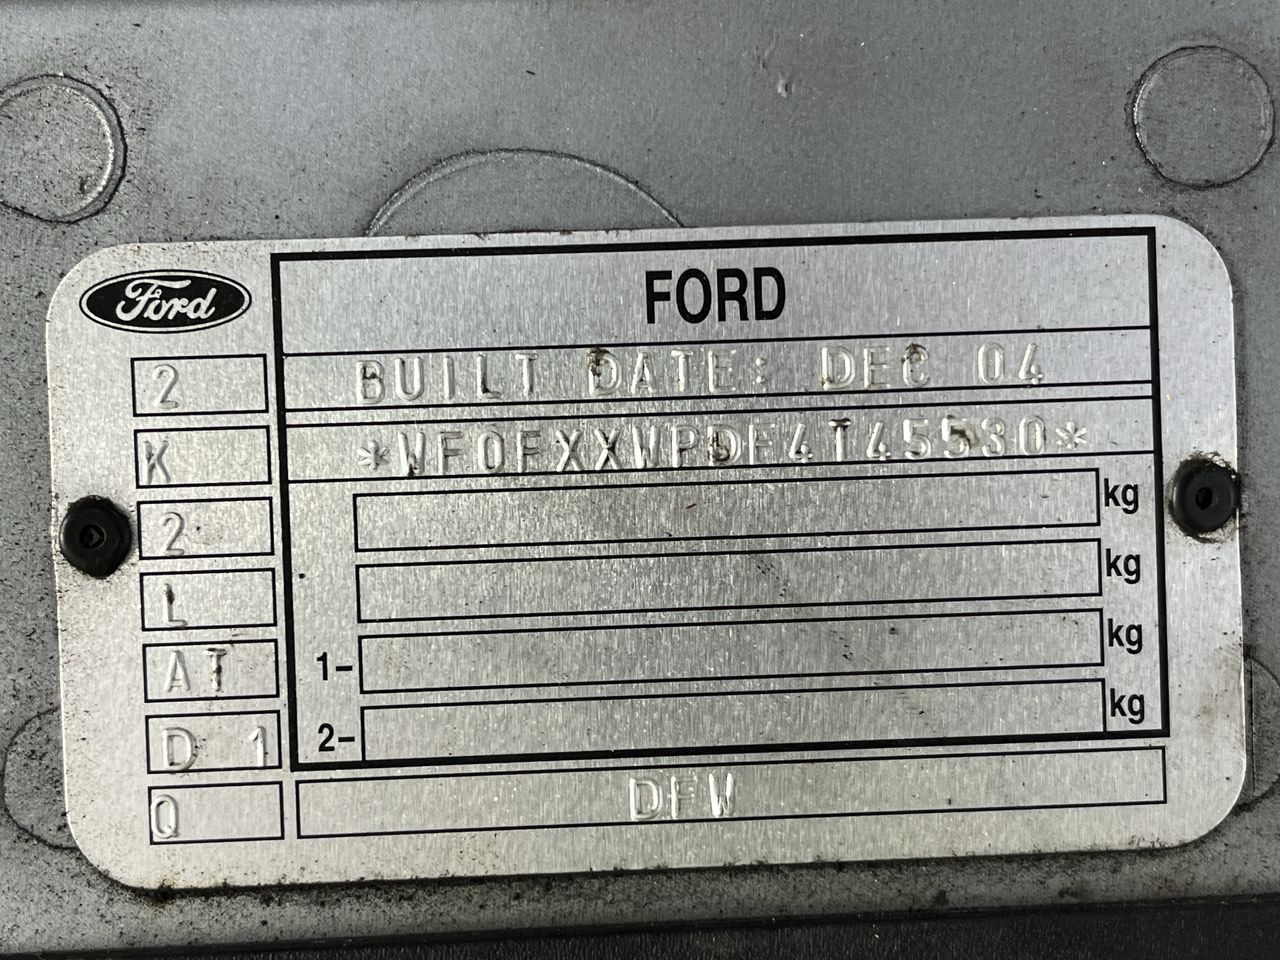 Ford
FORD
2
BUILT DATE: DEC 04
K
*WF0FXXWPDF4T45530*
2
kg
L
kg
AT
1-
kg
D 1
2-
kg
Q
DFW